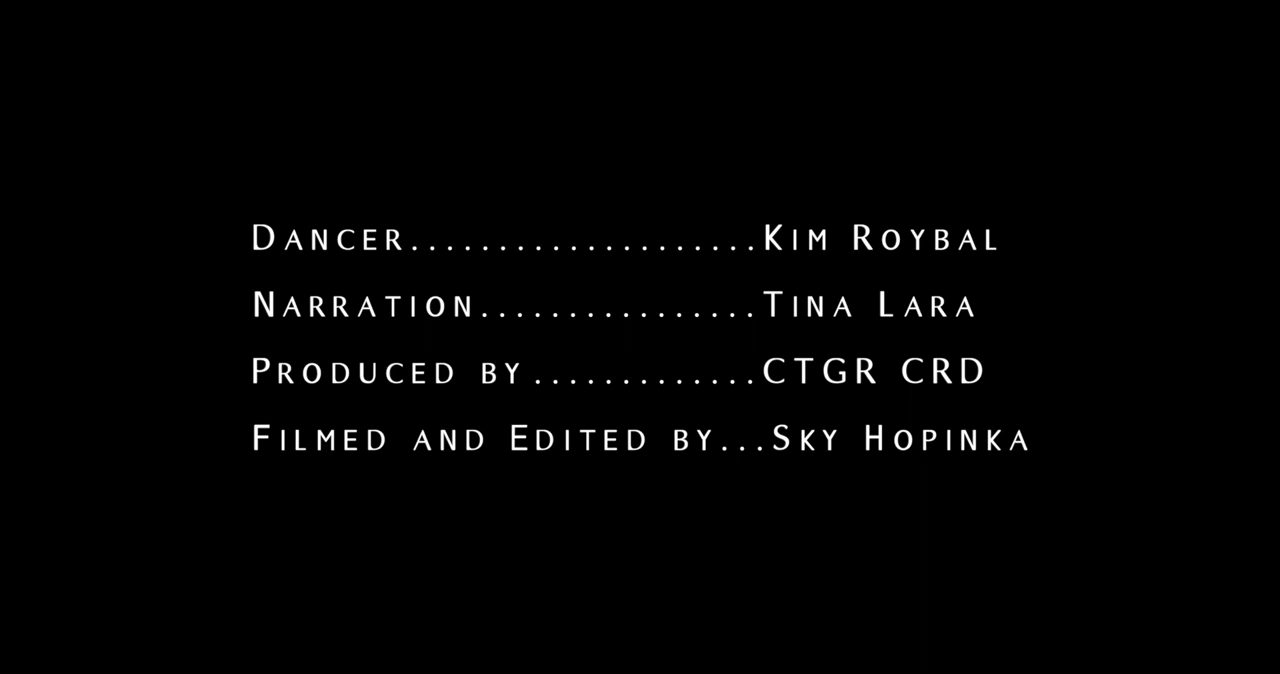 Dancer....................Kim Roybal
Narration................Tina Lara
Produced by.............CTGR CRD
Filmed and Edited by...Sky Hopinka